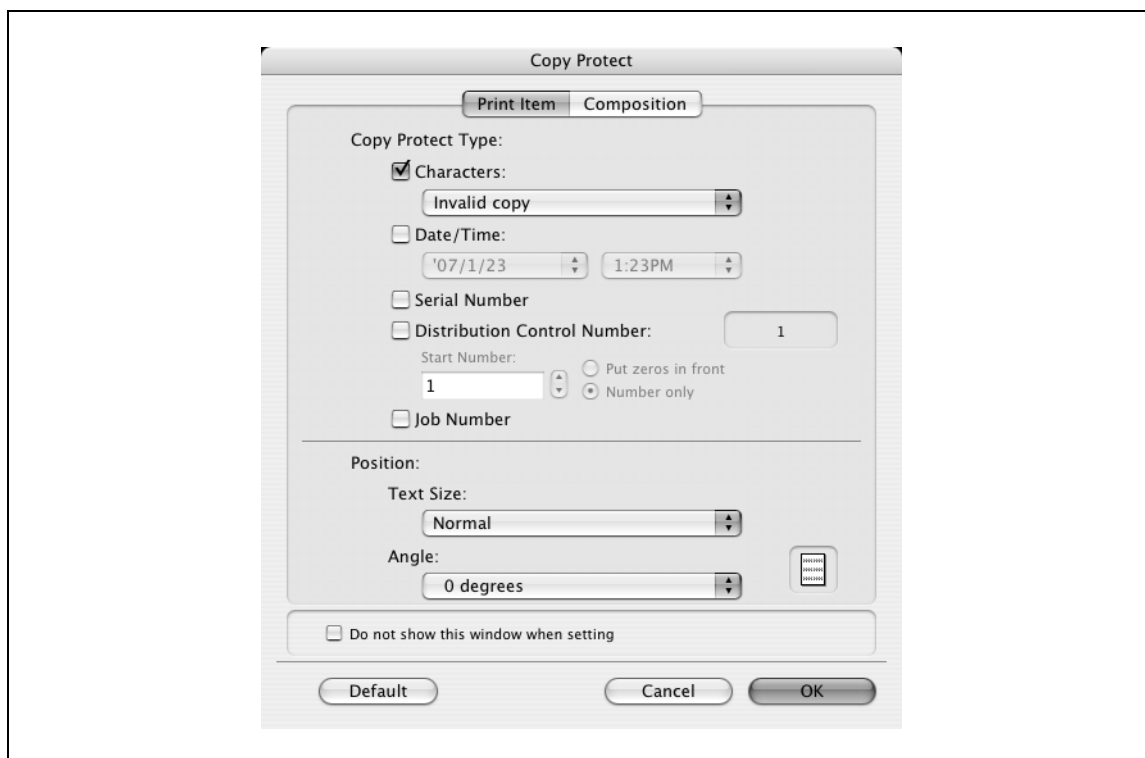 Copy Protect
Print Item Composition
Copy Protect Type:
Characters:
Invalid copy
Date/Time:
'07/1/23 1:23PM
Serial Number
Distribution Control Number: 1
Start Number:
Put zeros in front
1
Number only
Job Number
Position:
Text Size:
Normal
Angle:
0 degrees
Do not show this window when setting
Default Cancel OK